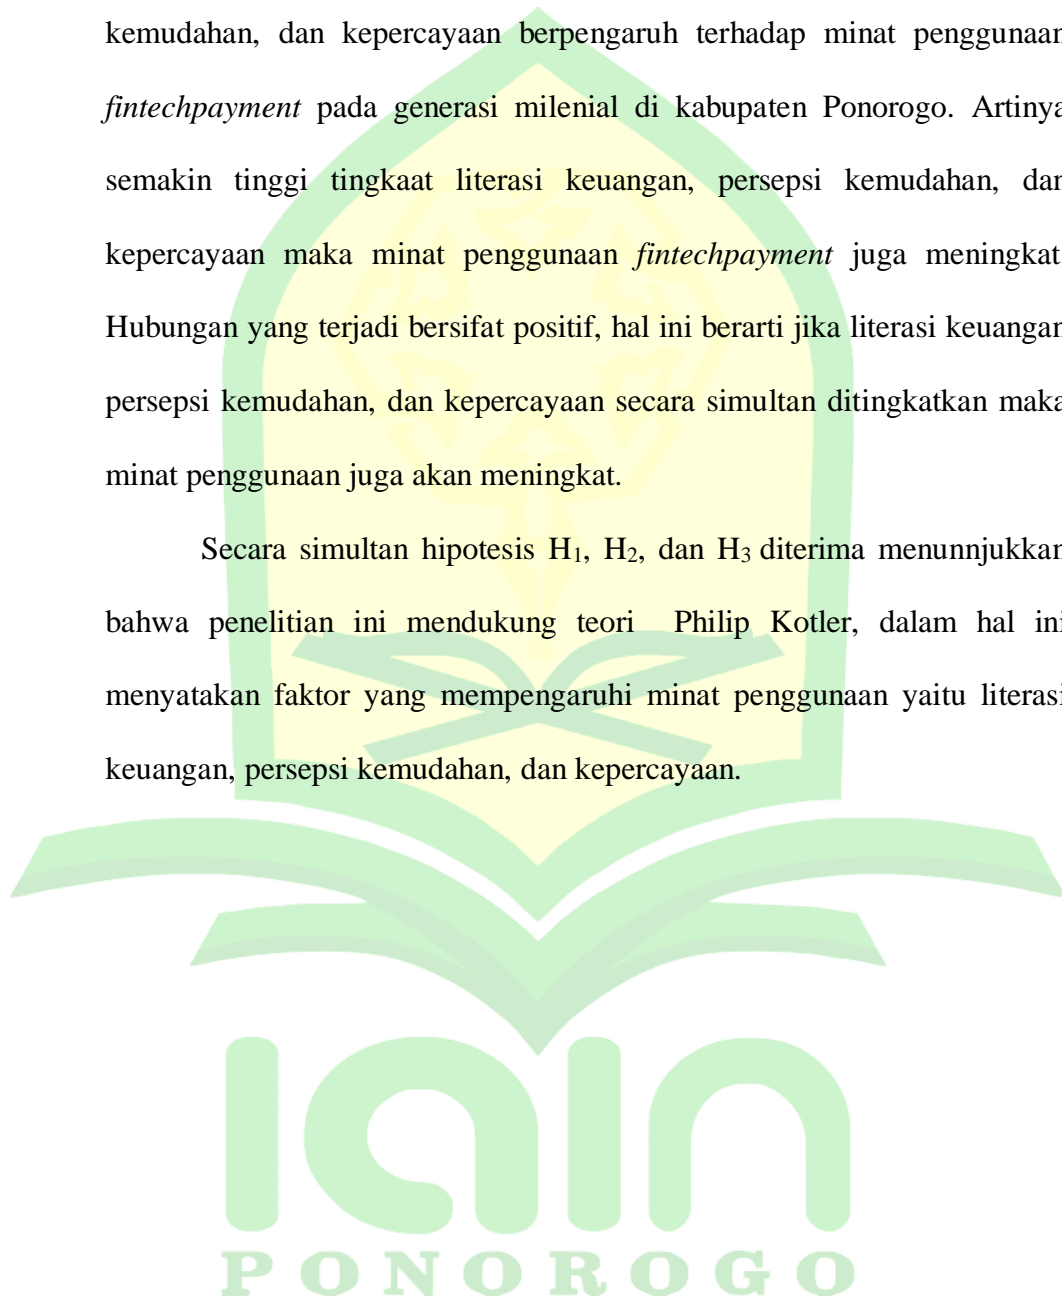 kemudahan, dan kepercayaan berpengaruh terhadap minat penggunaan
fintechpayment pada generasi milenial di kabupaten Ponorogo. Artinya
semakin tinggi tingkaat literasi keuangan, persepsi kemudahan, dan
kepercayaan maka minat penggunaan fintechpayment juga meningkat
Hubungan yang terjadi bersifat positif, hal ini berarti jika literasi keuangan
persepsi kemudahan, dan kepercayaan secara simultan ditingkatkan maka
minat penggunaan juga akan meningkat.
Secara simultan hipotesis H₁, H₂, dan H₃ diterima menunnjukkan
bahwa penelitian ini mendukung teori Philip Kotler, dalam hal ini
menyatakan faktor yang mempengaruhi minat penggunaan yaitu literasi
keuangan, persepsi kemudahan, dan kepercayaan.
IAIN
PONOROGO